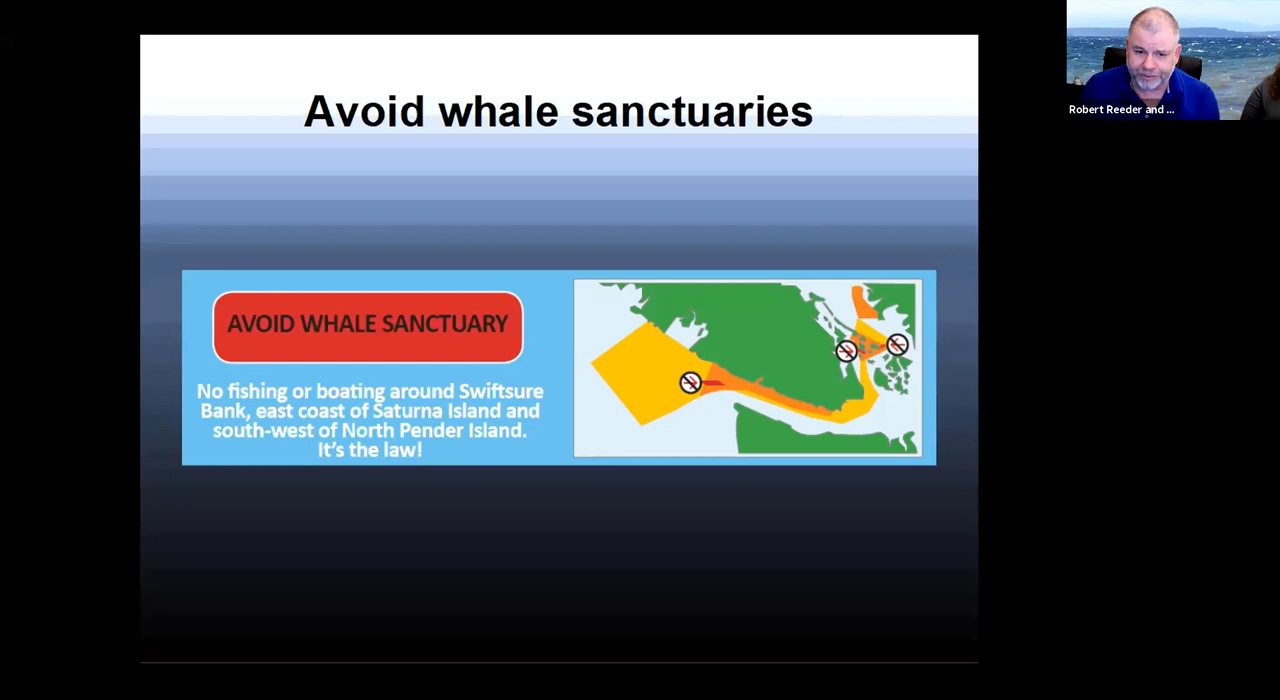 Avoid whale sanctuaries
AVOID WHALE SANCTUARY
No fishing or boating around Swiftsure
Bank, east coast of Saturna Island and
south-west of North Pender Island.
It's the law!
Robert Reeder and ...